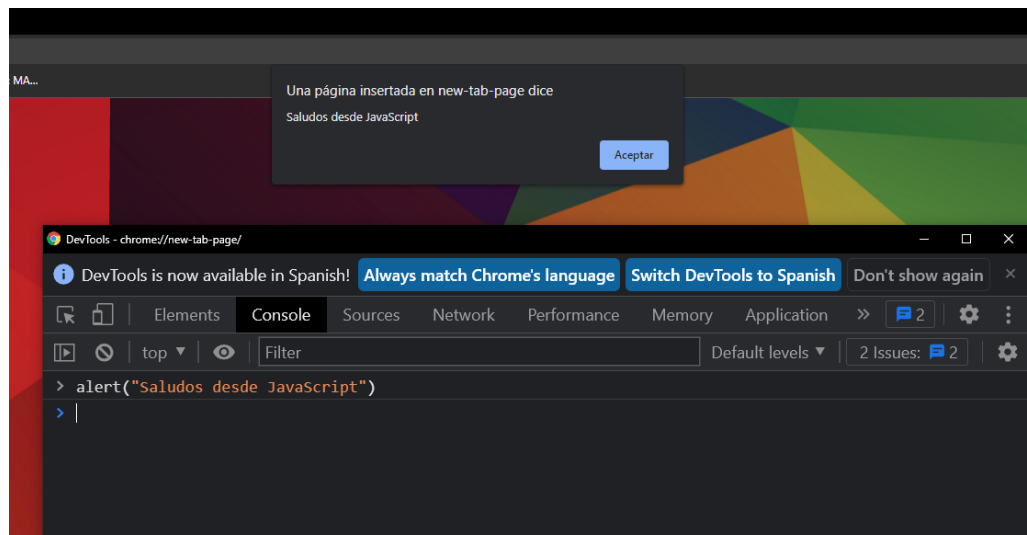 MA...
Una página insertada en new-tab-page dice
Saludos desde JavaScript
Aceptar
DevTools - chrome://new-tab-page/
DevTools is now available in Spanish! Always match Chrome's language Switch DevTools to Spanish Don't show again
Elements Console Sources Network Performance Memory Application » 2
top ▼ Filter Default levels ▼ 2 Issues: 2
> alert("Saludos desde JavaScript")
>